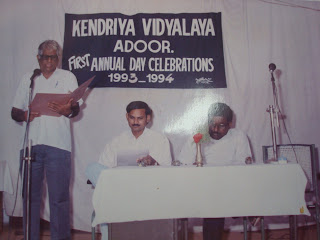 KENDRIYA VIDYALAYA
ADOOR.
FIRST ANNUAL DAY CELEBRATIONS
1993-1994